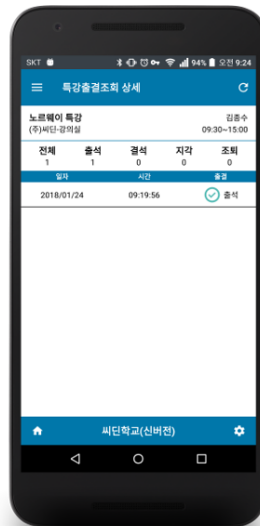 SKT 94% 오전 9:24
특강출결조회 상세
노르웨이 특강 김종수
(주)씨딘-강의실 09:30~15:00
전체 출석 결석 지각 조퇴
1 1 0 0 0
일자 시간 출결
2018/01/24 09:19:56 출석
씨딘학교(신버전)